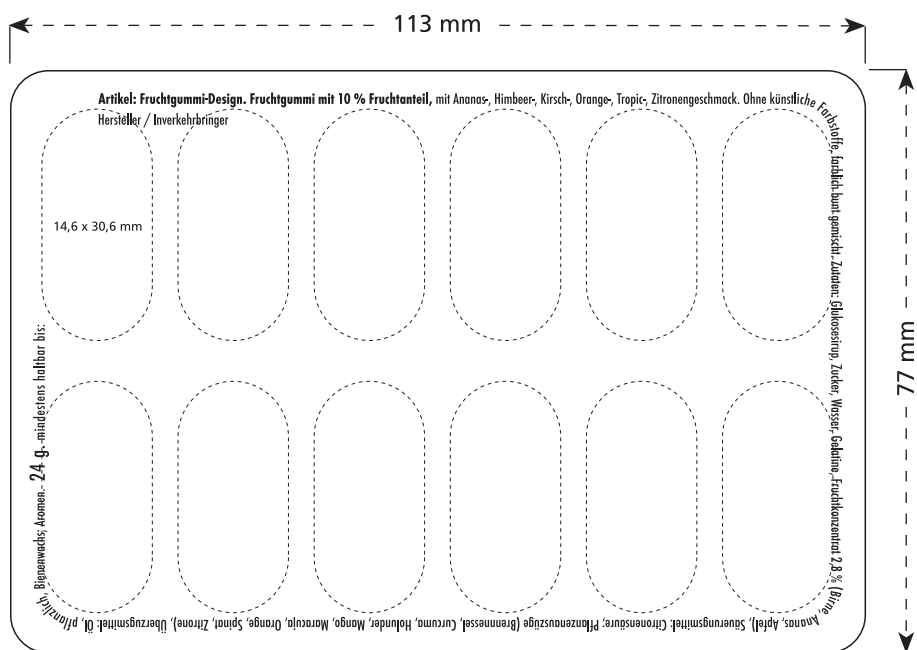 113 mm
Artikel: Fruchtgummi-Design. Fruchtgummi mit 10 % Fruchtanteil, mit Ananas-, Himbeer-, Kirsch-, Orange-, Tropic-, Zitronengeschmack. Ohne künstliche Farbstoffe, farblich bunt gemischt. Zutaten: Glukosesirup, Zucker, Wasser, Gelatine, Fruchtkonzentrat 2,8 % (Birne, Ananas, Apfel), Säuerungsmittel: Citronensäure; Pflanzenauszüge (Brennnessel, Curcuma, Holunder, Mango, Maracuja, Orange, Spinat, Zitrone), Überzugsmittel: Öl, pflanzlich, Bienenwachs; Aromen.- 24 g.-mindestens haltbar bis:
Hersteller / Inverkehrbringer
14,6 x 30,6 mm
77 mm